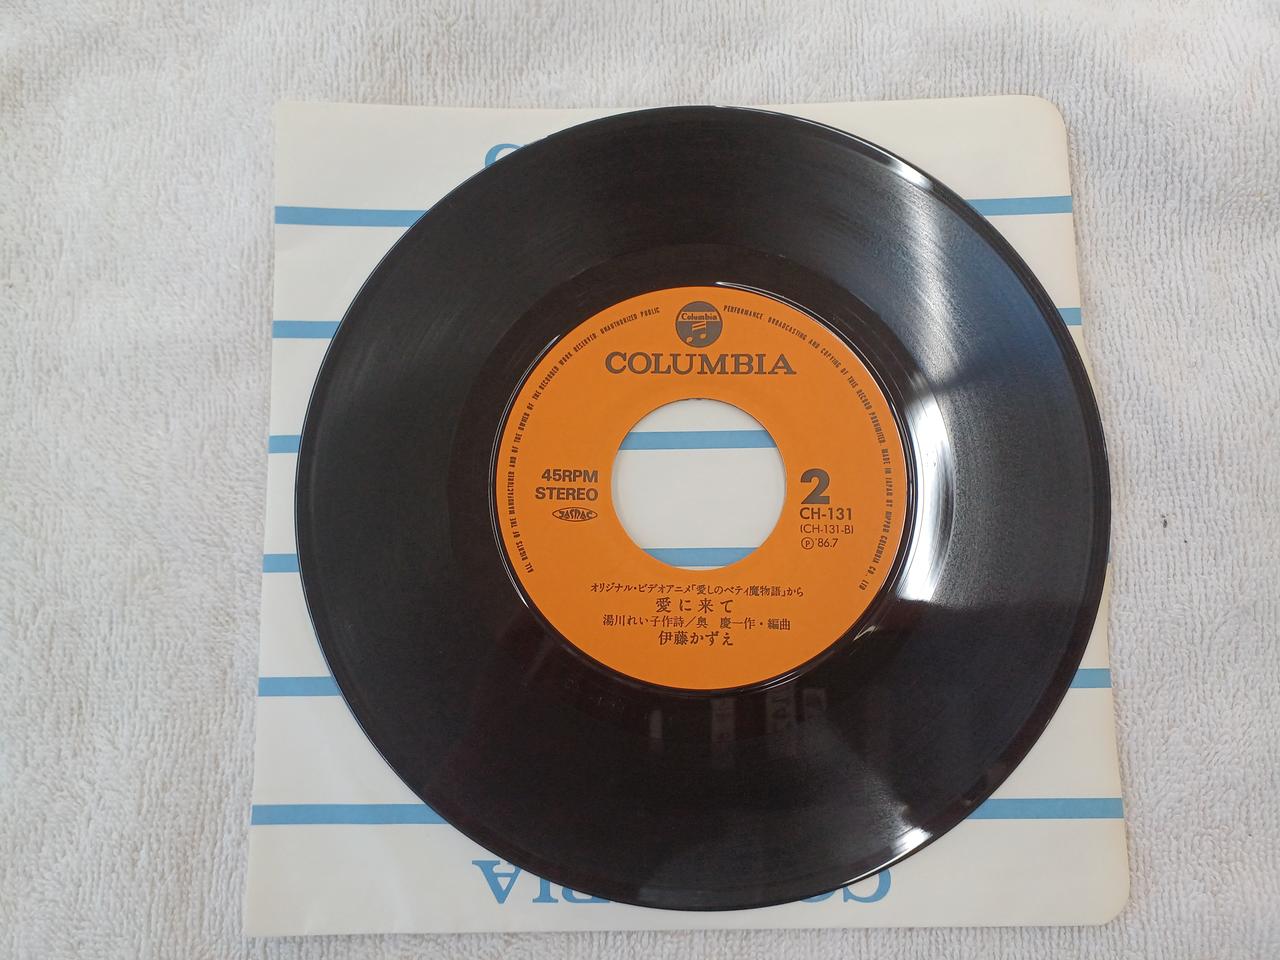 Columbia
COLUMBIA
ALL RIGHTS OF THE MANUFACTURER AND OF THE OWNER OF THE RECORDED WORK RESERVED. UNAUTHORIZED PUBLIC PERFORMANCE. BROADCASTING AND COPYING OF THIS RECORD PROHIBITED. MADE IN JAPAN BY NIPPON COLUMBIA CO., LTD
45RPM
STEREO
JASRAC
2
CH-131
(CH-131-B)
Ⓟ'86.7
オリジナル・ビデオアニメ「愛しのベティ魔物語」から
愛に来て
湯川れい子作詩／奥 慶一作・編曲
伊藤かずえ